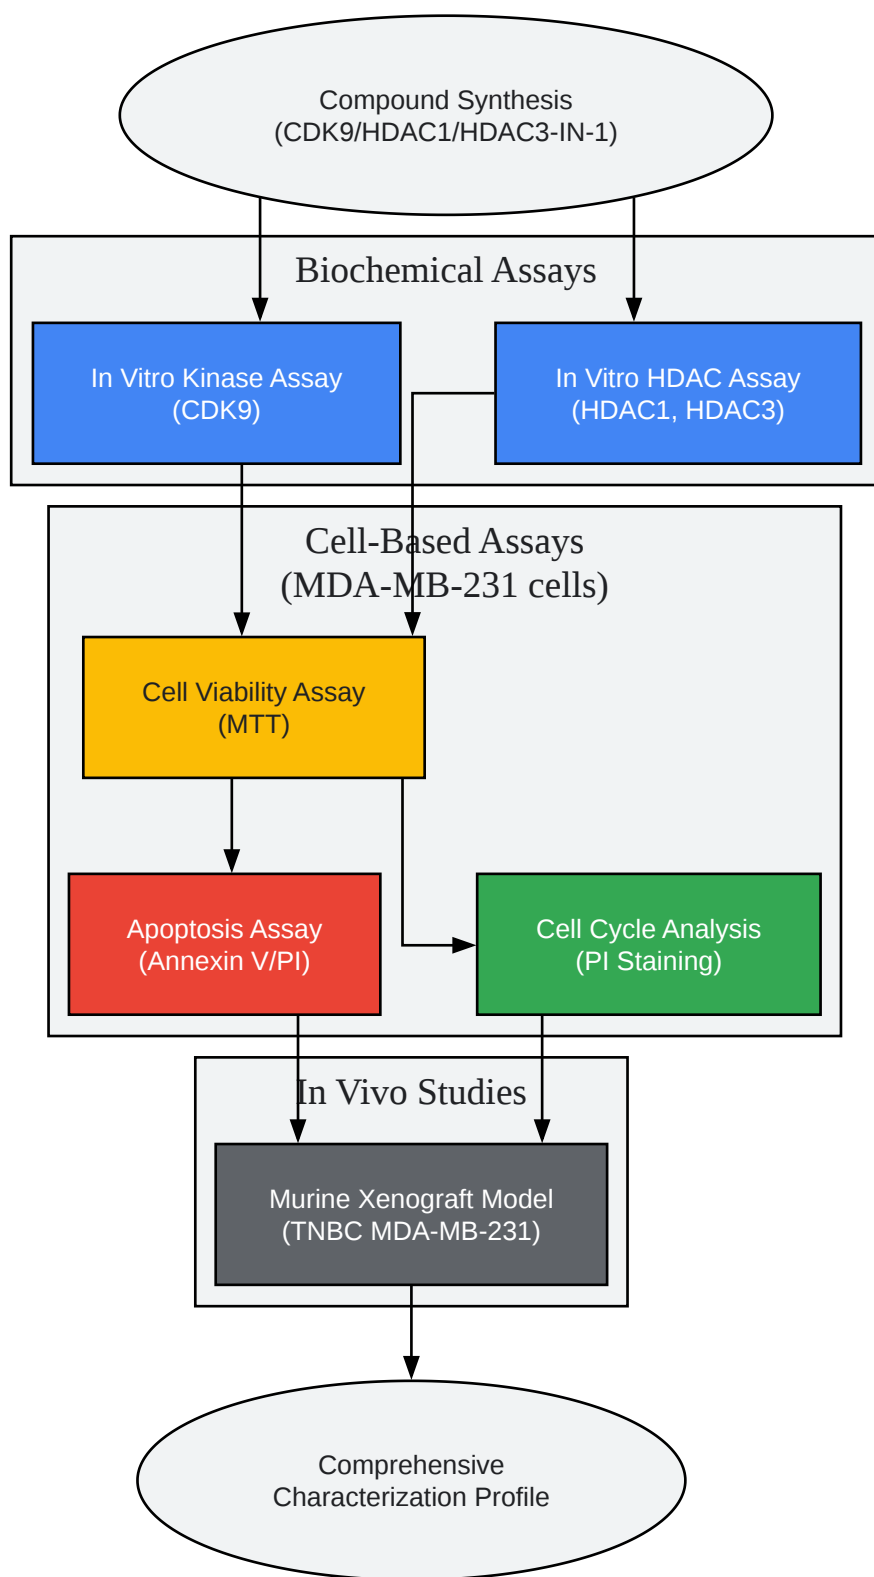 Compound Synthesis
(CDK9/HDAC1/HDAC3-IN-1)
Biochemical Assays
In Vitro Kinase Assay
(CDK9)
In Vitro HDAC Assay
(HDAC1, HDAC3)
Cell-Based Assays
(MDA-MB-231 cells)
Cell Viability Assay
(MTT)
Apoptosis Assay
(Annexin V/PI)
Cell Cycle Analysis
(PI Staining)
In Vivo Studies
Murine Xenograft Model
(TNBC MDA-MB-231)
Comprehensive
Characterization Profile